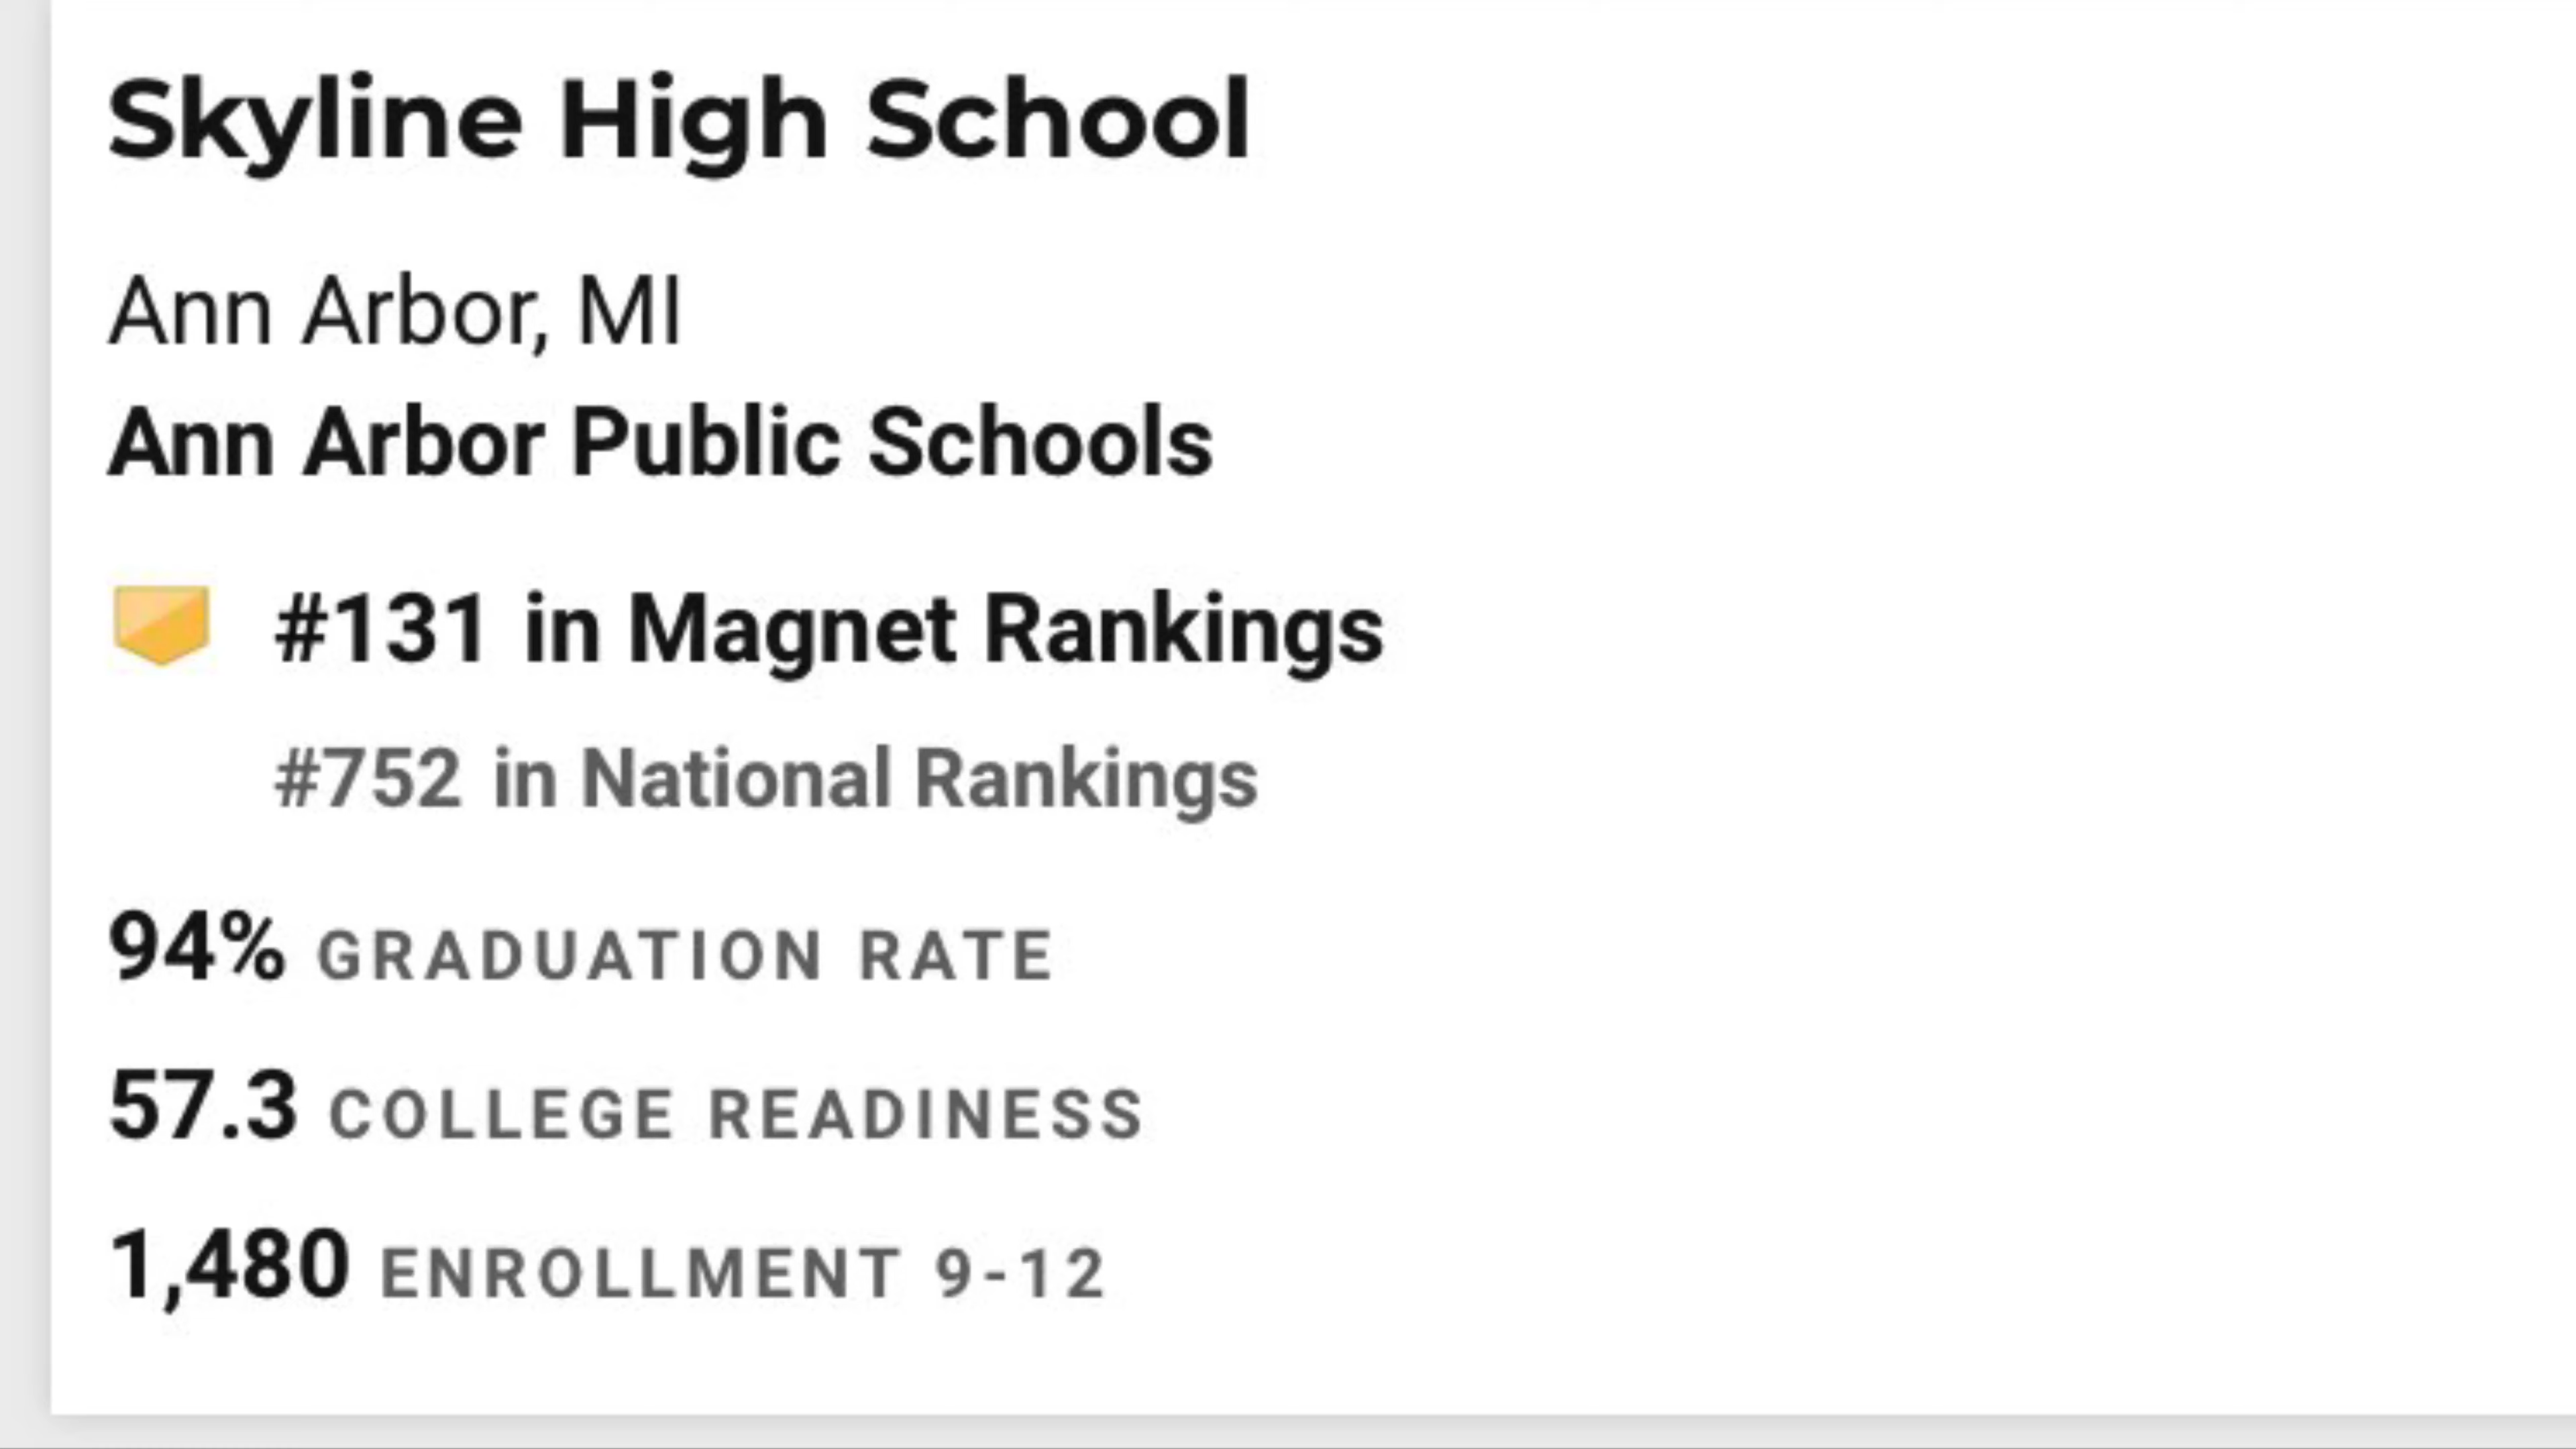 Skyline High School
Ann Arbor, MI
Ann Arbor Public Schools
#131 in Magnet Rankings
#752 in National Rankings
94% GRADUATION RATE
57.3 COLLEGE READINESS
1,480 ENROLLMENT 9-12